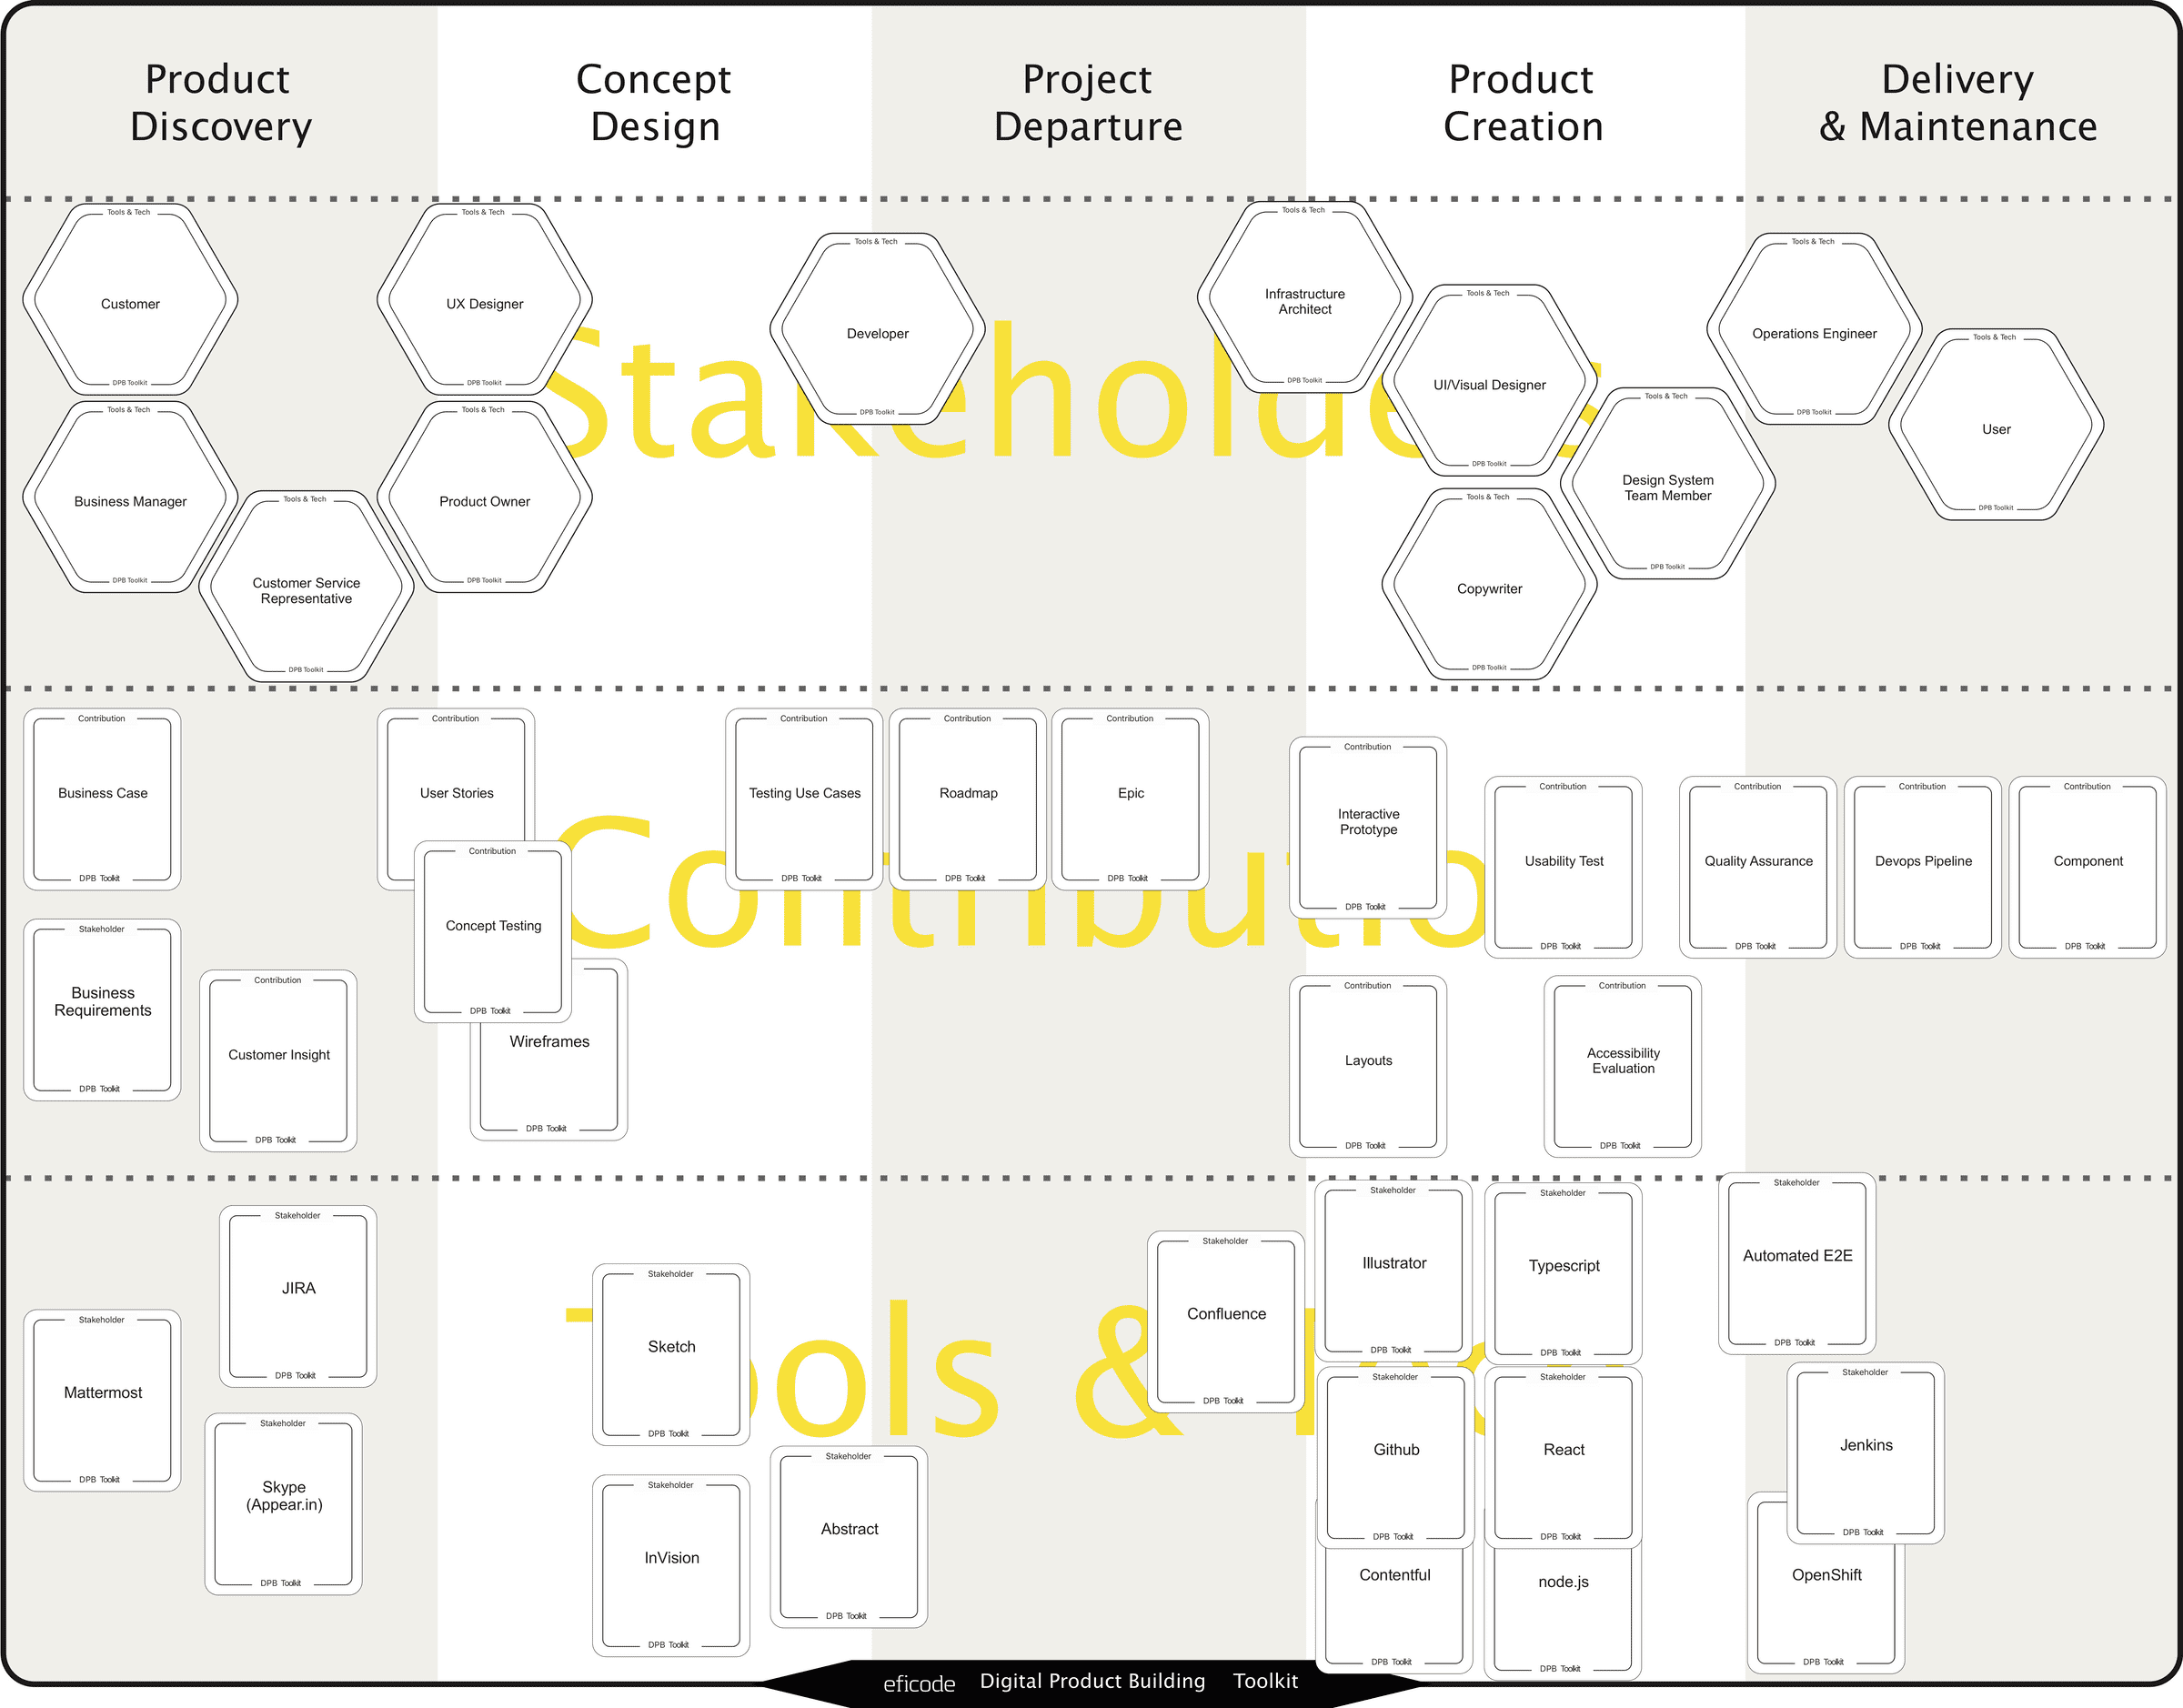 Product
Discovery
Concept
Design
Project
Departure
Product
Creation
Delivery
& Maintenance
Stakeholders
Tools & Tech
Customer
DPB Toolkit
Tools & Tech
UX Designer
DPB Toolkit
Tools & Tech
Developer
DPB Toolkit
Tools & Tech
Infrastructure
Architect
DPB Toolkit
Tools & Tech
UI/Visual Designer
DPB Toolkit
Tools & Tech
Operations Engineer
DPB Toolkit
Tools & Tech
User
DPB Toolkit
Tools & Tech
Business Manager
DPB Toolkit
Tools & Tech
Customer Service
Representative
DPB Toolkit
Tools & Tech
Product Owner
DPB Toolkit
Tools & Tech
Design System
Team Member
DPB Toolkit
Tools & Tech
Copywriter
DPB Toolkit
Contribution
Contribution
Business Case
DPB Toolkit
Contribution
User Stories
Contribution
Testing Use Cases
DPB Toolkit
Contribution
Roadmap
DPB Toolkit
Contribution
Epic
DPB Toolkit
Contribution
Interactive
Prototype
DPB Toolkit
Contribution
Usability Test
DPB Toolkit
Contribution
Quality Assurance
DPB Toolkit
Contribution
Devops Pipeline
DPB Toolkit
Contribution
Component
DPB Toolkit
Contribution
Concept Testing
DPB Toolkit
Stakeholder
Business
Requirements
DPB Toolkit
Contribution
Customer Insight
DPB Toolkit
Wireframes
DPB Toolkit
Contribution
Layouts
DPB Toolkit
Contribution
Accessibility
Evaluation
DPB Toolkit
Tools & Tech
Stakeholder
JIRA
DPB Toolkit
Stakeholder
Mattermost
DPB Toolkit
Stakeholder
Skype
(Appear.in)
DPB Toolkit
Stakeholder
Sketch
DPB Toolkit
Stakeholder
InVision
DPB Toolkit
Stakeholder
Abstract
DPB Toolkit
Stakeholder
Confluence
DPB Toolkit
Stakeholder
Illustrator
DPB Toolkit
Stakeholder
Typescript
DPB Toolkit
Stakeholder
Automated E2E
DPB Toolkit
Stakeholder
Github
DPB Toolkit
Stakeholder
React
DPB Toolkit
Stakeholder
Jenkins
DPB Toolkit
Contentful
DPB Toolkit
node.js
DPB Toolkit
OpenShift
DPB Toolkit
eficode Digital Product Building Toolkit